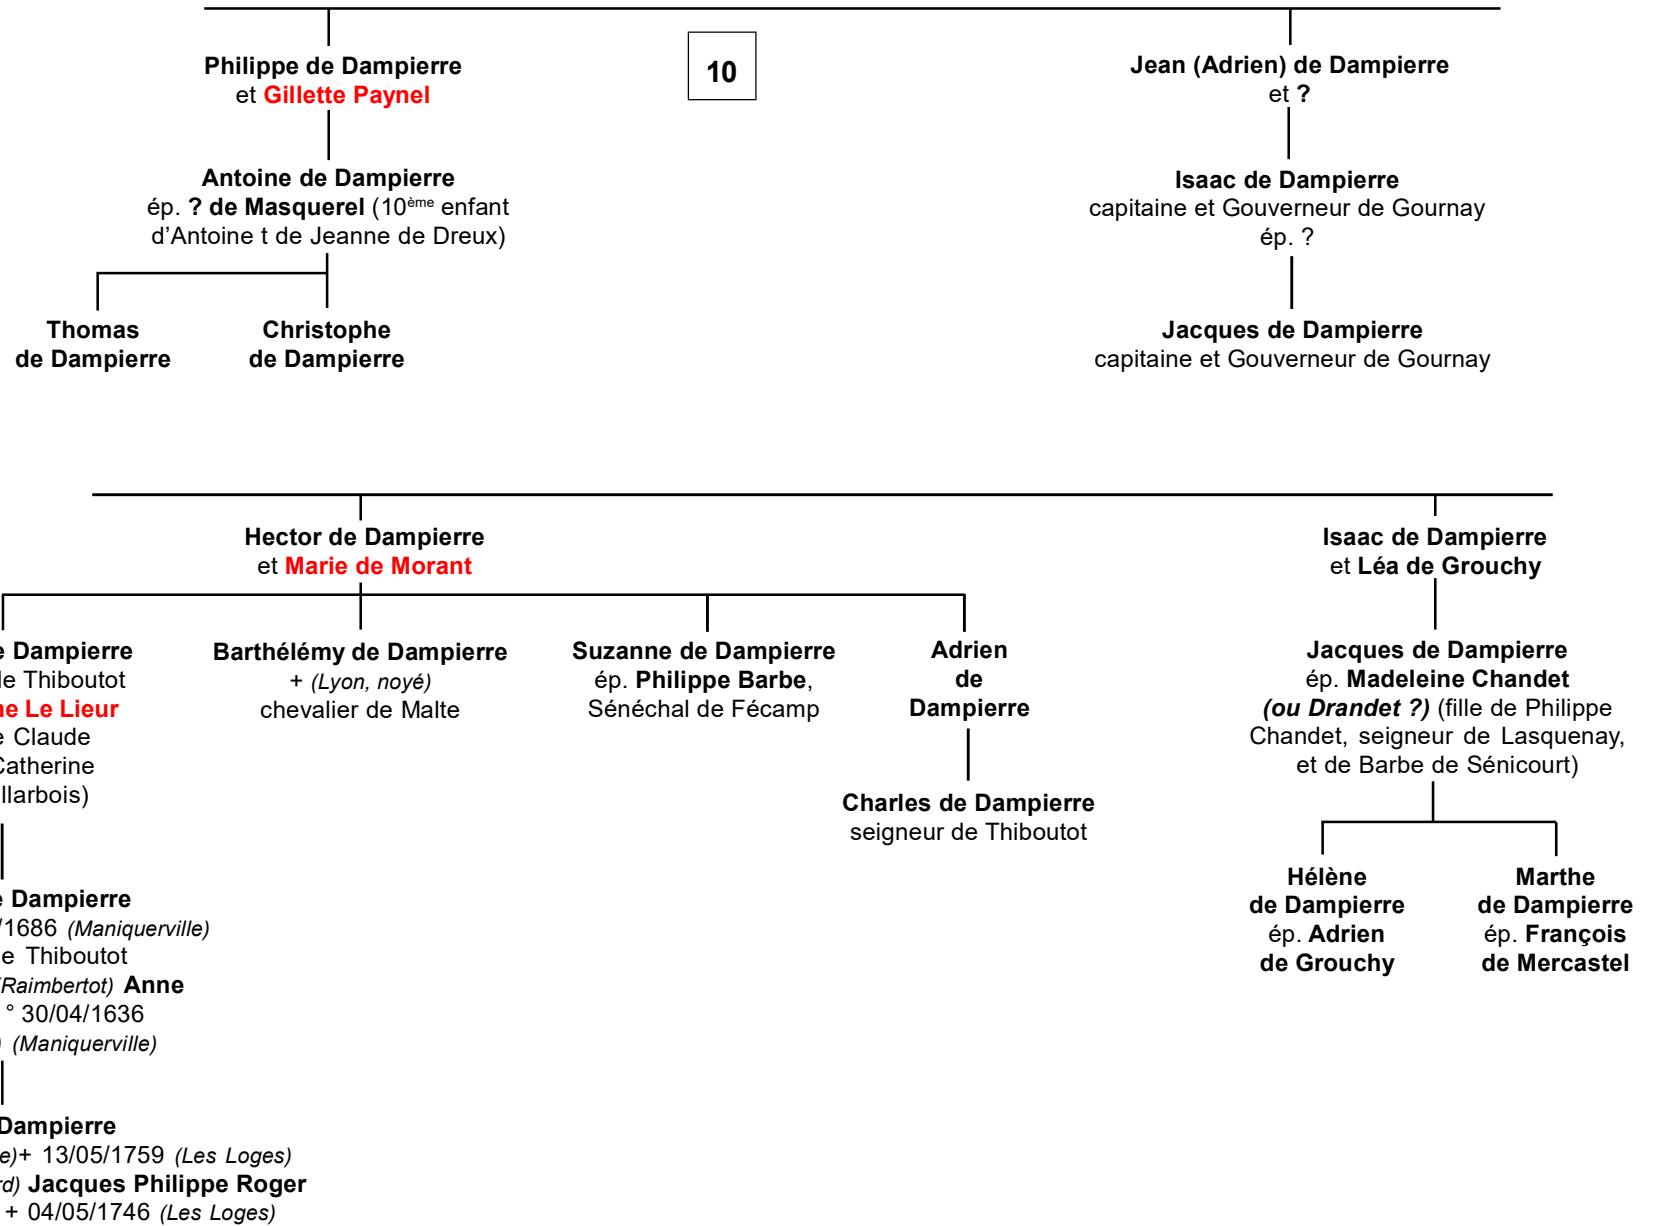 Philippe de Dampierre
et Gillette Paynel
10
Jean (Adrien) de Dampierre
et ?
Antoine de Dampierre
ép. ? de Masquerel (10ème enfant
d'Antoine t de Jeanne de Dreux)
Isaac de Dampierre
capitaine et Gouverneur de Gournay
ép. ?
Thomas
de Dampierre
Christophe
de Dampierre
Jacques de Dampierre
capitaine et Gouverneur de Gournay
Hector de Dampierre
et Marie de Morant
Isaac de Dampierre
et Léa de Grouchy
Dampierre
de Thiboutot
Le Lieur
Claude
Catherine
llarbois)
Barthélémy de Dampierre
+ (Lyon, noyé)
chevalier de Malte
Suzanne de Dampierre
ép. Philippe Barbe,
Sénéchal de Fécamp
Adrien
de
Dampierre
Charles de Dampierre
seigneur de Thiboutot
Jacques de Dampierre
ép. Madeleine Chandet
(ou Drandet ?) (fille de Philippe
Chandet, seigneur de Lasquenay,
et de Barbe de Sénicourt)
Hélène
de Dampierre
ép. Adrien
de Grouchy
Marthe
de Dampierre
ép. François
de Mercastel
Dampierre
/1686 (Maniquerville)
e Thiboutot
(Raimbertot) Anne
° 30/04/1636
) (Maniquerville)
Dampierre
e)+ 13/05/1759 (Les Loges)
rd) Jacques Philippe Roger
+ 04/05/1746 (Les Loges)